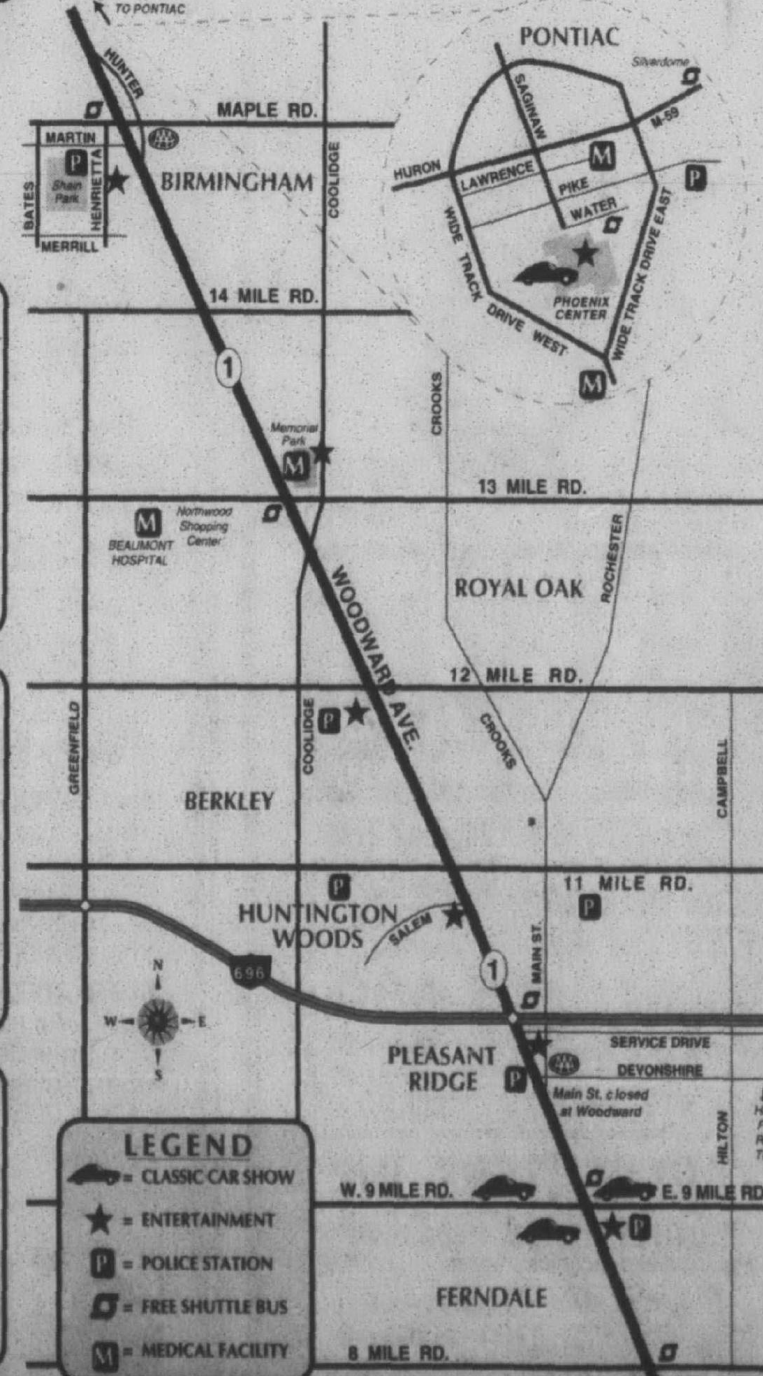 TO PONTIAC
HUNTER
MAPLE RD.
MARTIN
P
Shain
Park
BATES
HENRIETTA
MERRILL
BIRMINGHAM
COOLIDGE
PONTIAC
Silverdome
SAGINAW
M-59
HURON
LAWRENCE
M
PIKE
P
WATER
WIDE TRACK DRIVE WEST
WIDE TRACK DRIVE EAST
PHOENIX
CENTER
M
14 MILE RD.
1
CROOKS
Memorial
Park
M
13 MILE RD.
M
BEAUMONT
HOSPITAL
Northwood
Shopping
Center
ROYAL OAK
ROCHESTER
WOODWARD AVE.
12 MILE RD.
GREENFIELD
COOLIDGE
P
CROOKS
CAMPBELL
BERKLEY
11 MILE RD.
P
P
HUNTINGTON
WOODS
SALEM
696
1
MAIN ST.
N
W
E
S
PLEASANT
RIDGE
P
SERVICE DRIVE
DEVONSHIRE
Main St. closed
at Woodward
HILTON
W. 9 MILE RD.
E. 9 MILE RD
P
FERNDALE
8 MILE RD.
LEGEND
= CLASSIC CAR SHOW
= ENTERTAINMENT
P = POLICE STATION
= FREE SHUTTLE BUS
M = MEDICAL FACILITY